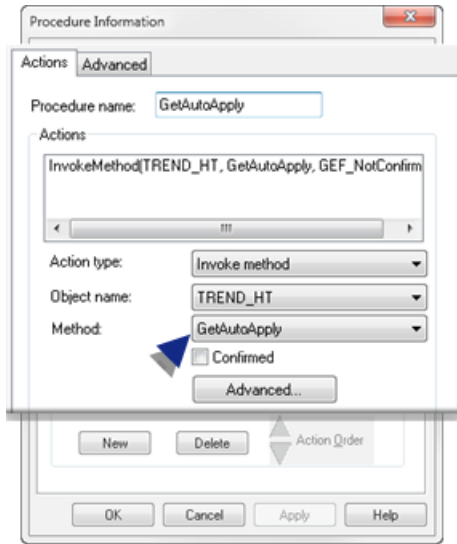 Procedure Information
Actions Advanced
Procedure name: GetAutoApply
Actions
InvokeMethod(TREND_HT, GetAutoApply, GEF_NotConfirm
Action type: Invoke method
Object name: TREND_HT
Method: GetAutoApply
Confirmed
Advanced...
New Delete Action Order
OK Cancel Apply Help